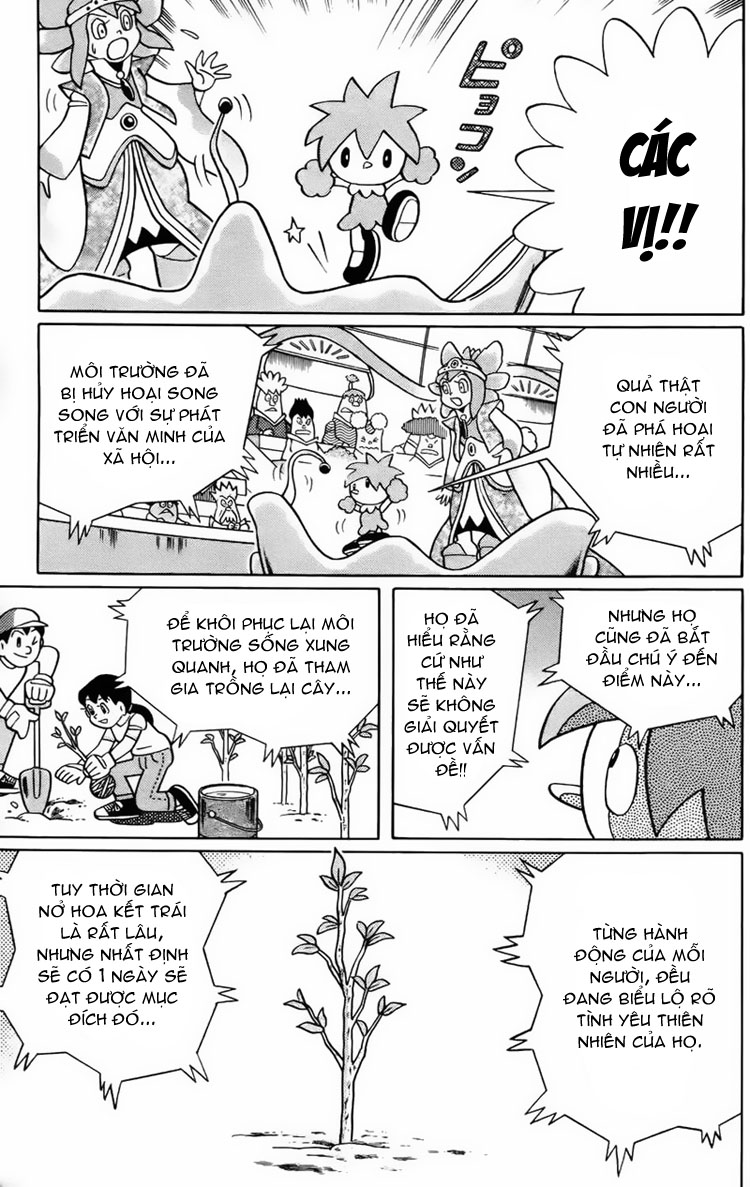 CÁC
VỊ!!
ピョコン
QUẢ THẬT
CON NGƯỜI
ĐÃ PHÁ HOẠI
TỰ NHIÊN RẤT
NHIỀU...
MÔI TRƯỜNG ĐÃ
BỊ HỦY HOẠI SONG
SONG VỚI SỰ PHÁT
TRIỂN VĂN MINH CỦA
XÃ HỘI...
NHƯNG HỌ
CŨNG ĐÃ BẮT
ĐẦU CHÚ Ý ĐẾN
ĐIỂM NÀY...
HỌ ĐÃ
HIỂU RẰNG
CỨ NHƯ
THẾ NÀY
SẼ KHÔNG
GIẢI QUYẾT
ĐƯỢC VẤN
ĐỀ!!
ĐỂ KHÔI PHỤC LẠI MÔI
TRƯỜNG SỐNG XUNG
QUANH, HỌ ĐÃ THAM
GIA TRỒNG LẠI CÂY...
TỪNG HÀNH
ĐỘNG CỦA MỖI
NGƯỜI, ĐỀU
ĐANG BIỂU LỘ RÕ
TÌNH YÊU THIÊN
NHIÊN CỦA HỌ.
TUY THỜI GIAN
NỞ HOA KẾT TRÁI
LÀ RẤT LÂU,
NHƯNG NHẤT ĐỊNH
SẼ CÓ 1 NGÀY SẼ
ĐẠT ĐƯỢC MỤC
ĐÍCH ĐÓ...